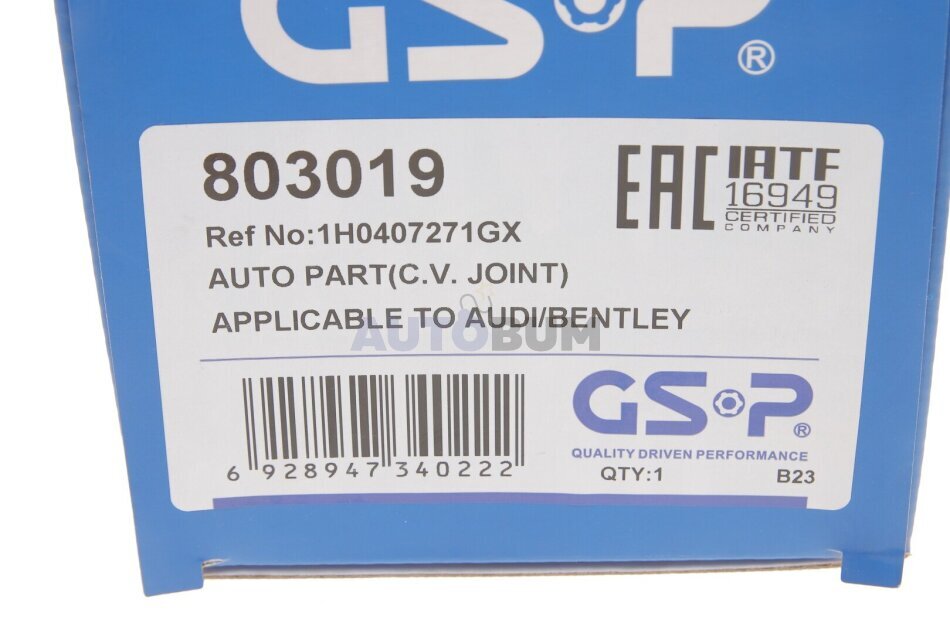 GSP®
803019
EAC
IATF
16949
CERTIFIED
COMPANY
Ref No:1H0407271GX
AUTO PART(C.V. JOINT)
APPLICABLE TO AUDI/BENTLEY
AUTOBUM
6 928947 340222
GSP®
QUALITY DRIVEN PERFORMANCE
QTY:1
B23